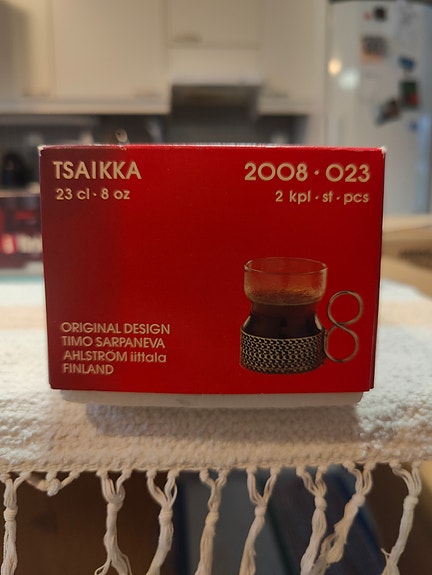 TSAIKKA
23 cl · 8 oz
2008 · 023
2 kpl · st · pcs
ORIGINAL DESIGN
TIMO SARPANEVA
AHLSTRÖM iittala
FINLAND